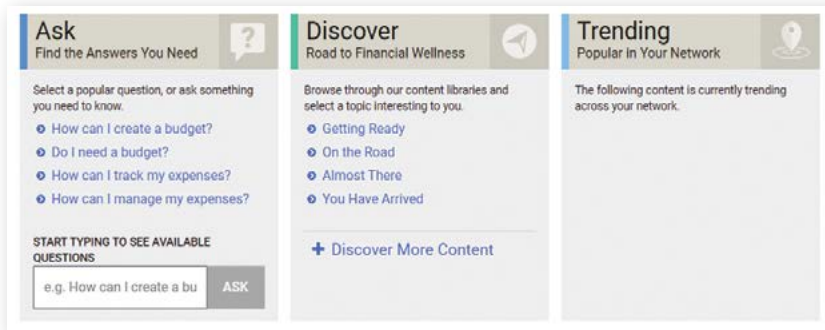 Ask
Find the Answers You Need
Select a popular question, or ask something
you need to know.
How can I create a budget?
Do I need a budget?
How can I track my expenses?
How can I manage my expenses?
START TYPING TO SEE AVAILABLE
QUESTIONS
e.g. How can I create a bu
ASK
Discover
Road to Financial Wellness
Browse through our content libraries and
select a topic interesting to you.
Getting Ready
On the Road
Almost There
You Have Arrived
+ Discover More Content
Trending
Popular in Your Network
The following content is currently trending
across your network.